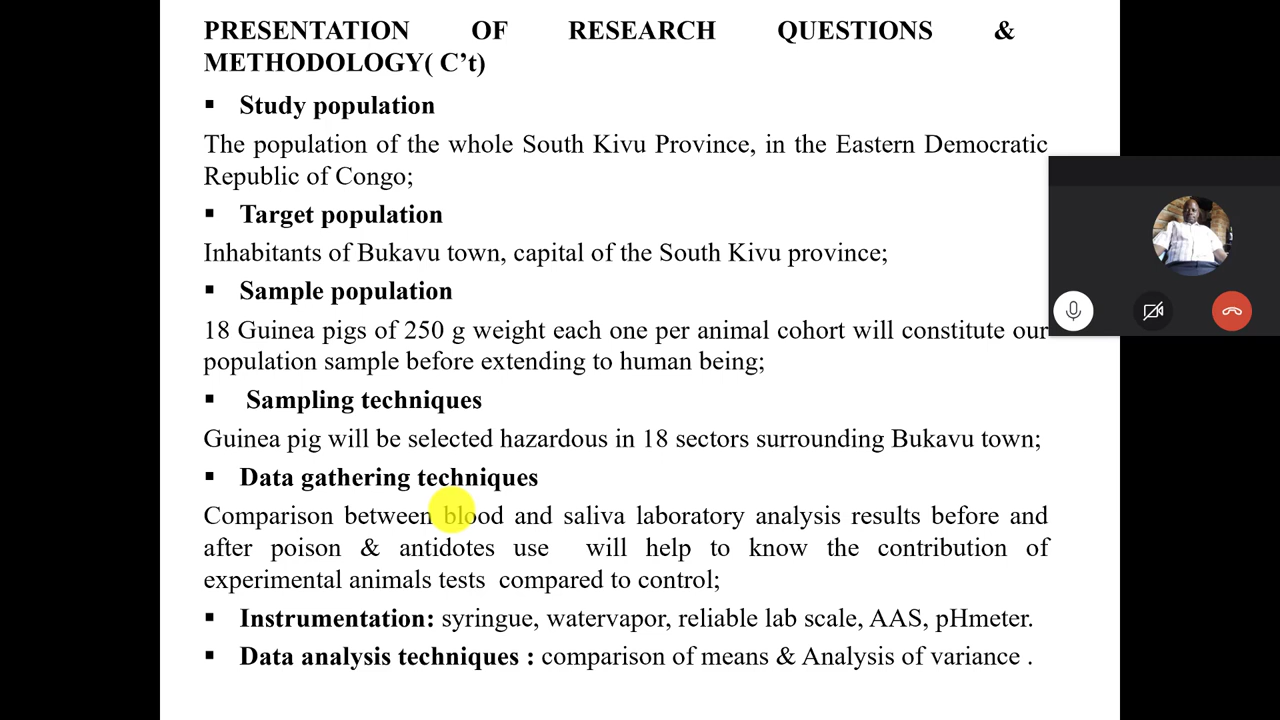 PRESENTATION OF RESEARCH QUESTIONS &
METHODOLOGY( C’t)
▪ Study population
The population of the whole South Kivu Province, in the Eastern Democratic
Republic of Congo;
▪ Target population
Inhabitants of Bukavu town, capital of the South Kivu province;
▪ Sample population
18 Guinea pigs of 250 g weight each one per animal cohort will constitute our
population sample before extending to human being;
▪ Sampling techniques
Guinea pig will be selected hazardous in 18 sectors surrounding Bukavu town;
▪ Data gathering techniques
Comparison between blood and saliva laboratory analysis results before and
after poison & antidotes use will help to know the contribution of
experimental animals tests compared to control;
▪ Instrumentation: syringue, watervapor, reliable lab scale, AAS, pHmeter.
▪ Data analysis techniques : comparison of means & Analysis of variance .